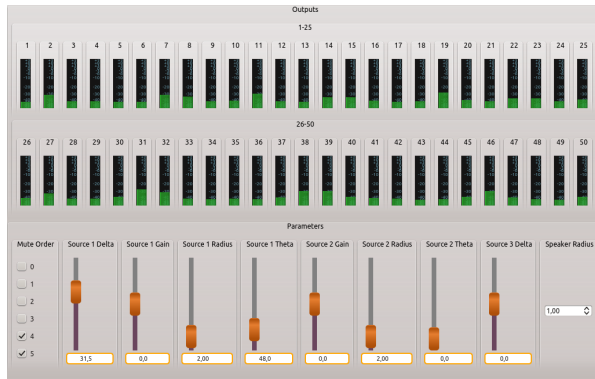 Outputs
1-25
1 2 3 4 5 6 7 8 9 10 11 12 13 14 15 16 17 18 19 20 21 22 23 24 25
26-50
26 27 28 29 30 31 32 33 34 35 36 37 38 39 40 41 42 43 44 45 46 47 48 49 50
Parameters
Mute Order Source 1 Delta Source 1 Gain Source 1 Radius Source 1 Theta Source 2 Gain Source 2 Radius Source 2 Theta Source 3 Delta Speaker Radius
0
1
2
3
4
5
1,00
31,5 0,0 2,00 48,0 0,0 2,00 0,0 0,0